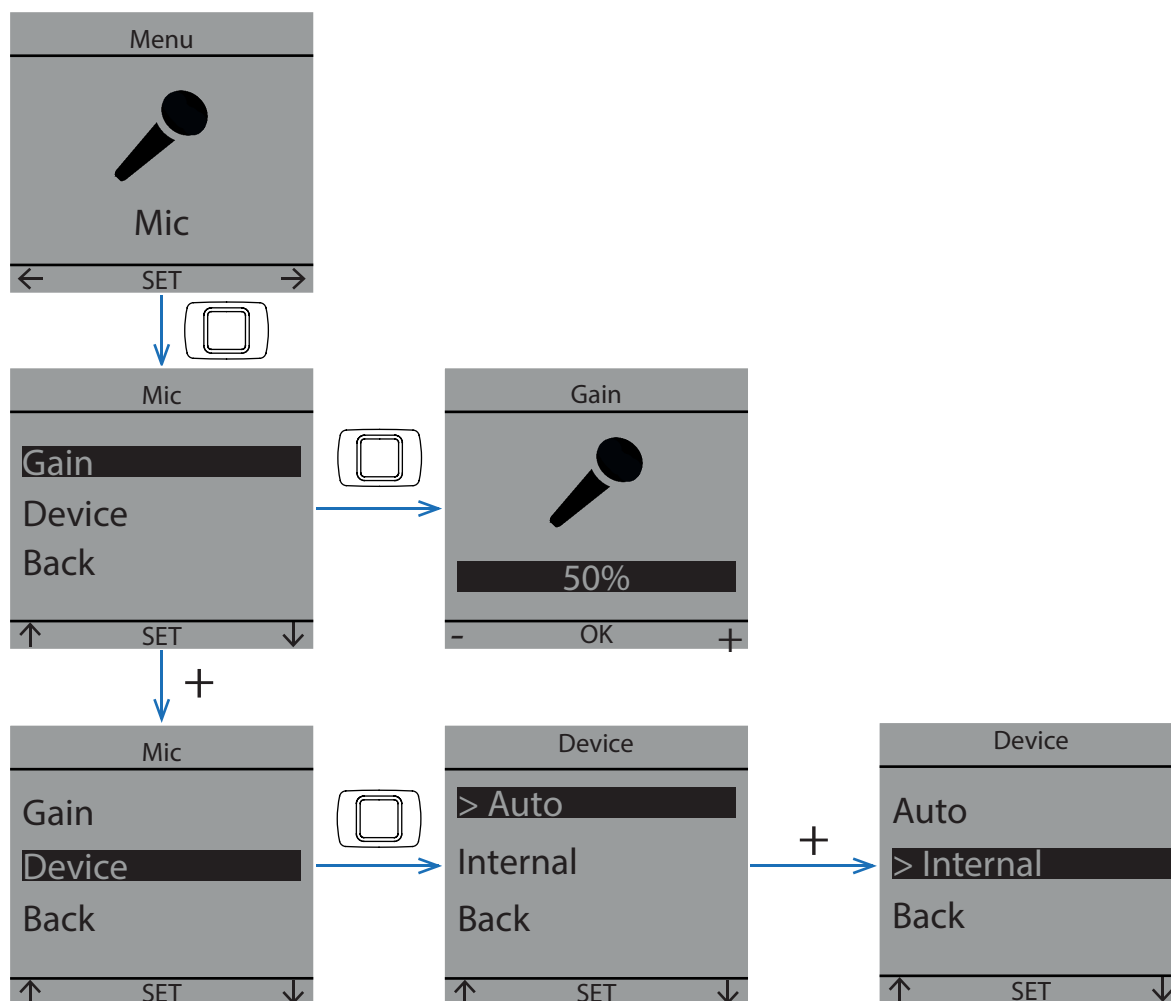 Menu
Mic
← SET →
Mic
Gain
Device
Back
↑ SET ↓
Gain
50%
- OK +
+
Mic
Gain
Device
Back
↑ SET ↓
Device
> Auto
Internal
Back
↑ SET ↓
+
Device
Auto
> Internal
Back
↑ SET ↓